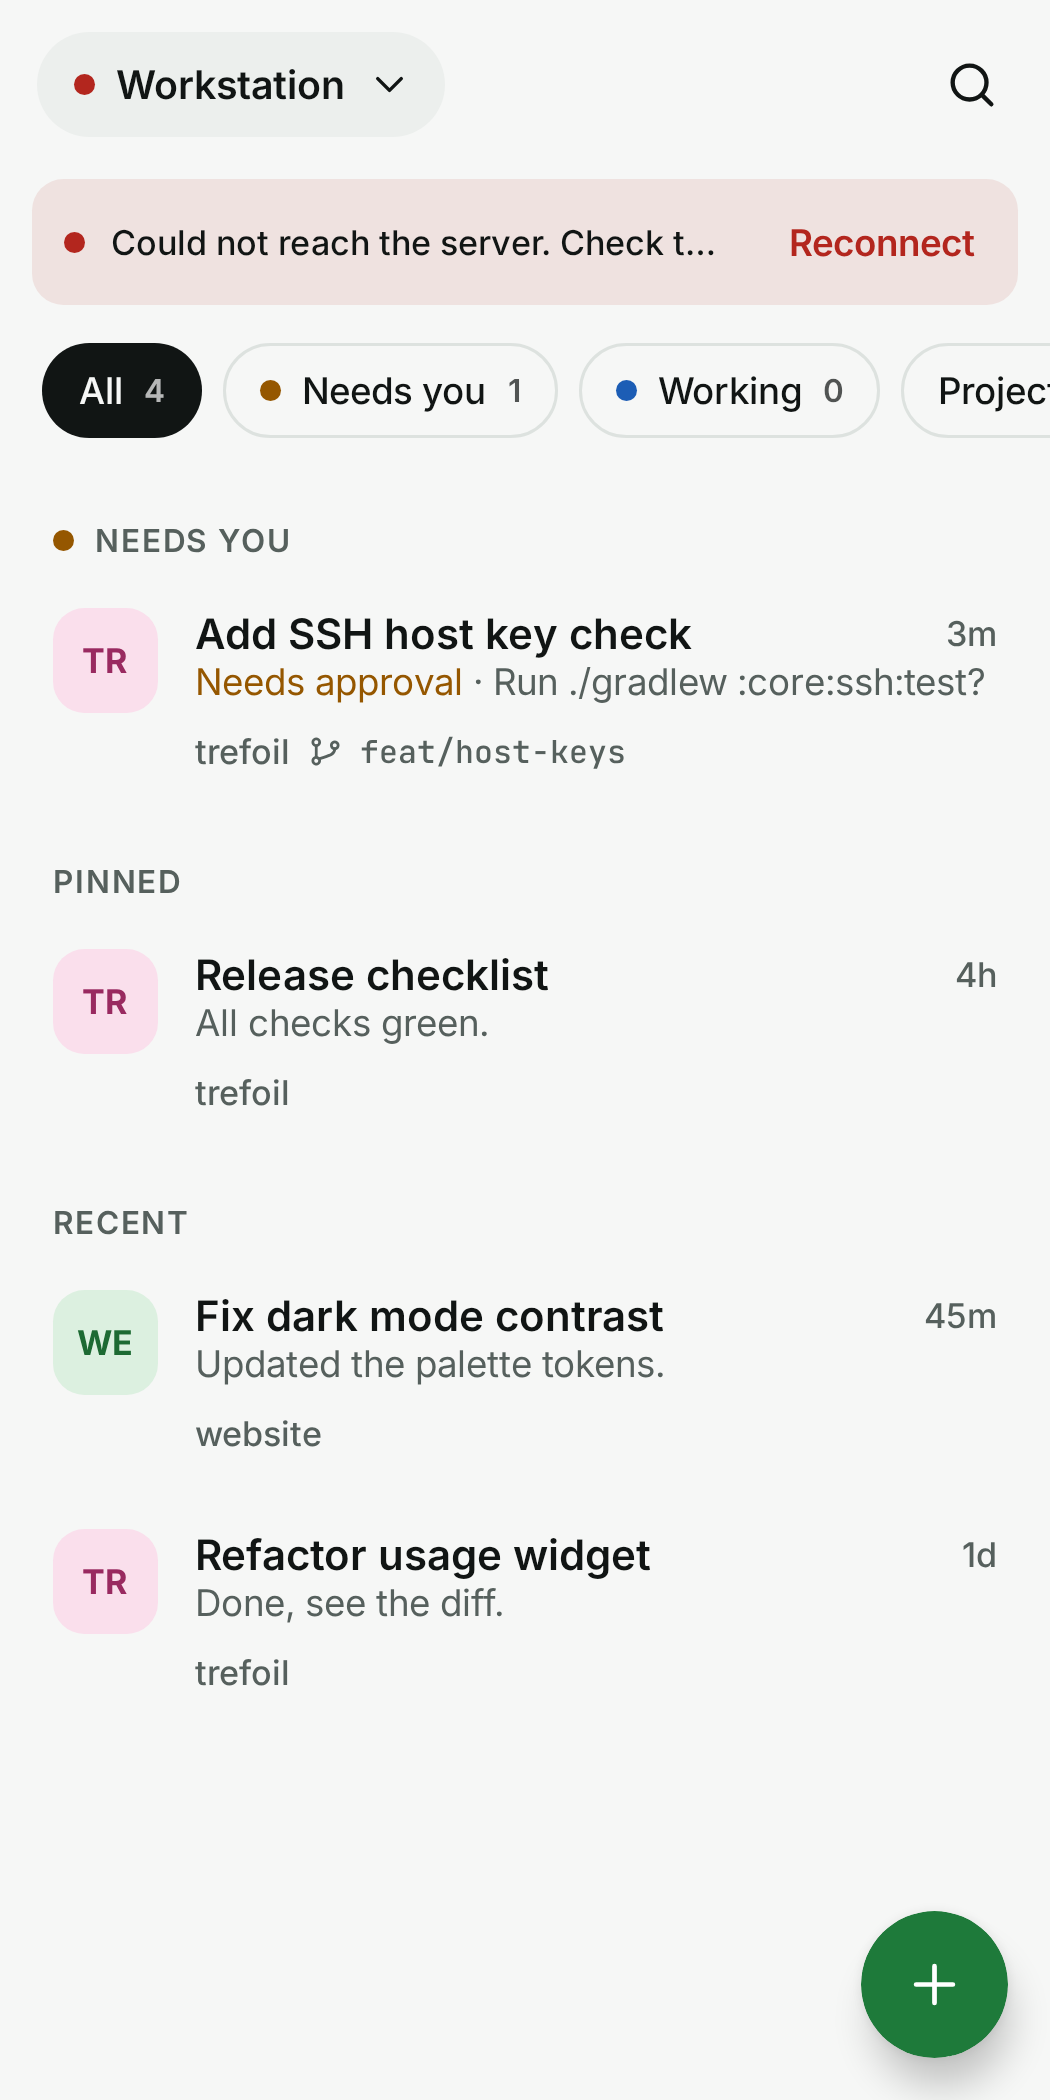 Workstation
Could not reach the server. Check t... Reconnect
All 4 Needs you 1 Working 0 Project
NEEDS YOU
TR Add SSH host key check 3m
Needs approval · Run ./gradlew :core:ssh:test?
trefoil feat/host-keys
PINNED
TR Release checklist 4h
All checks green.
trefoil
RECENT
WE Fix dark mode contrast 45m
Updated the palette tokens.
website
TR Refactor usage widget 1d
Done, see the diff.
trefoil